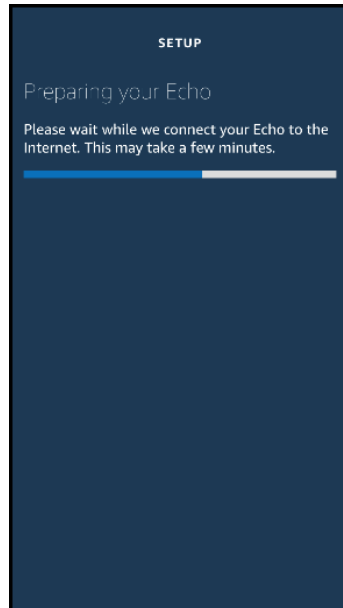 SETUP
Preparing your Echo
Please wait while we connect your Echo to the
Internet. This may take a few minutes.